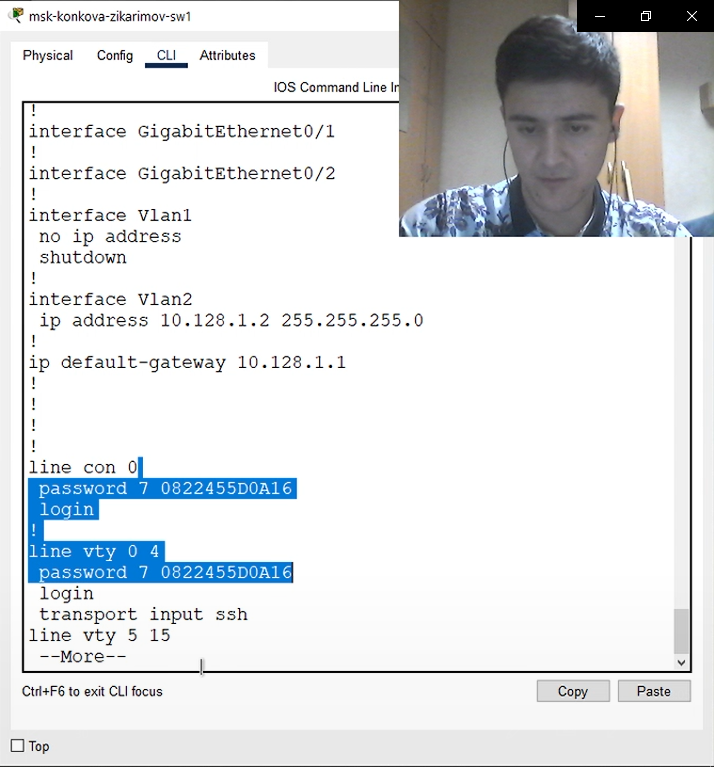 msk-konkova-zikarimov-sw1
Physical Config CLI Attributes
IOS Command Line In
!
interface GigabitEthernet0/1
!
interface GigabitEthernet0/2
!
interface Vlan1
no ip address
shutdown
!
interface Vlan2
ip address 10.128.1.2 255.255.255.0
!
ip default-gateway 10.128.1.1
!
!
!
!
line con 0
password 7 0822455D0A16
login
!
line vty 0 4
password 7 0822455D0A16
login
transport input ssh
line vty 5 15
--More--
Ctrl+F6 to exit CLI focus
Copy Paste
Top